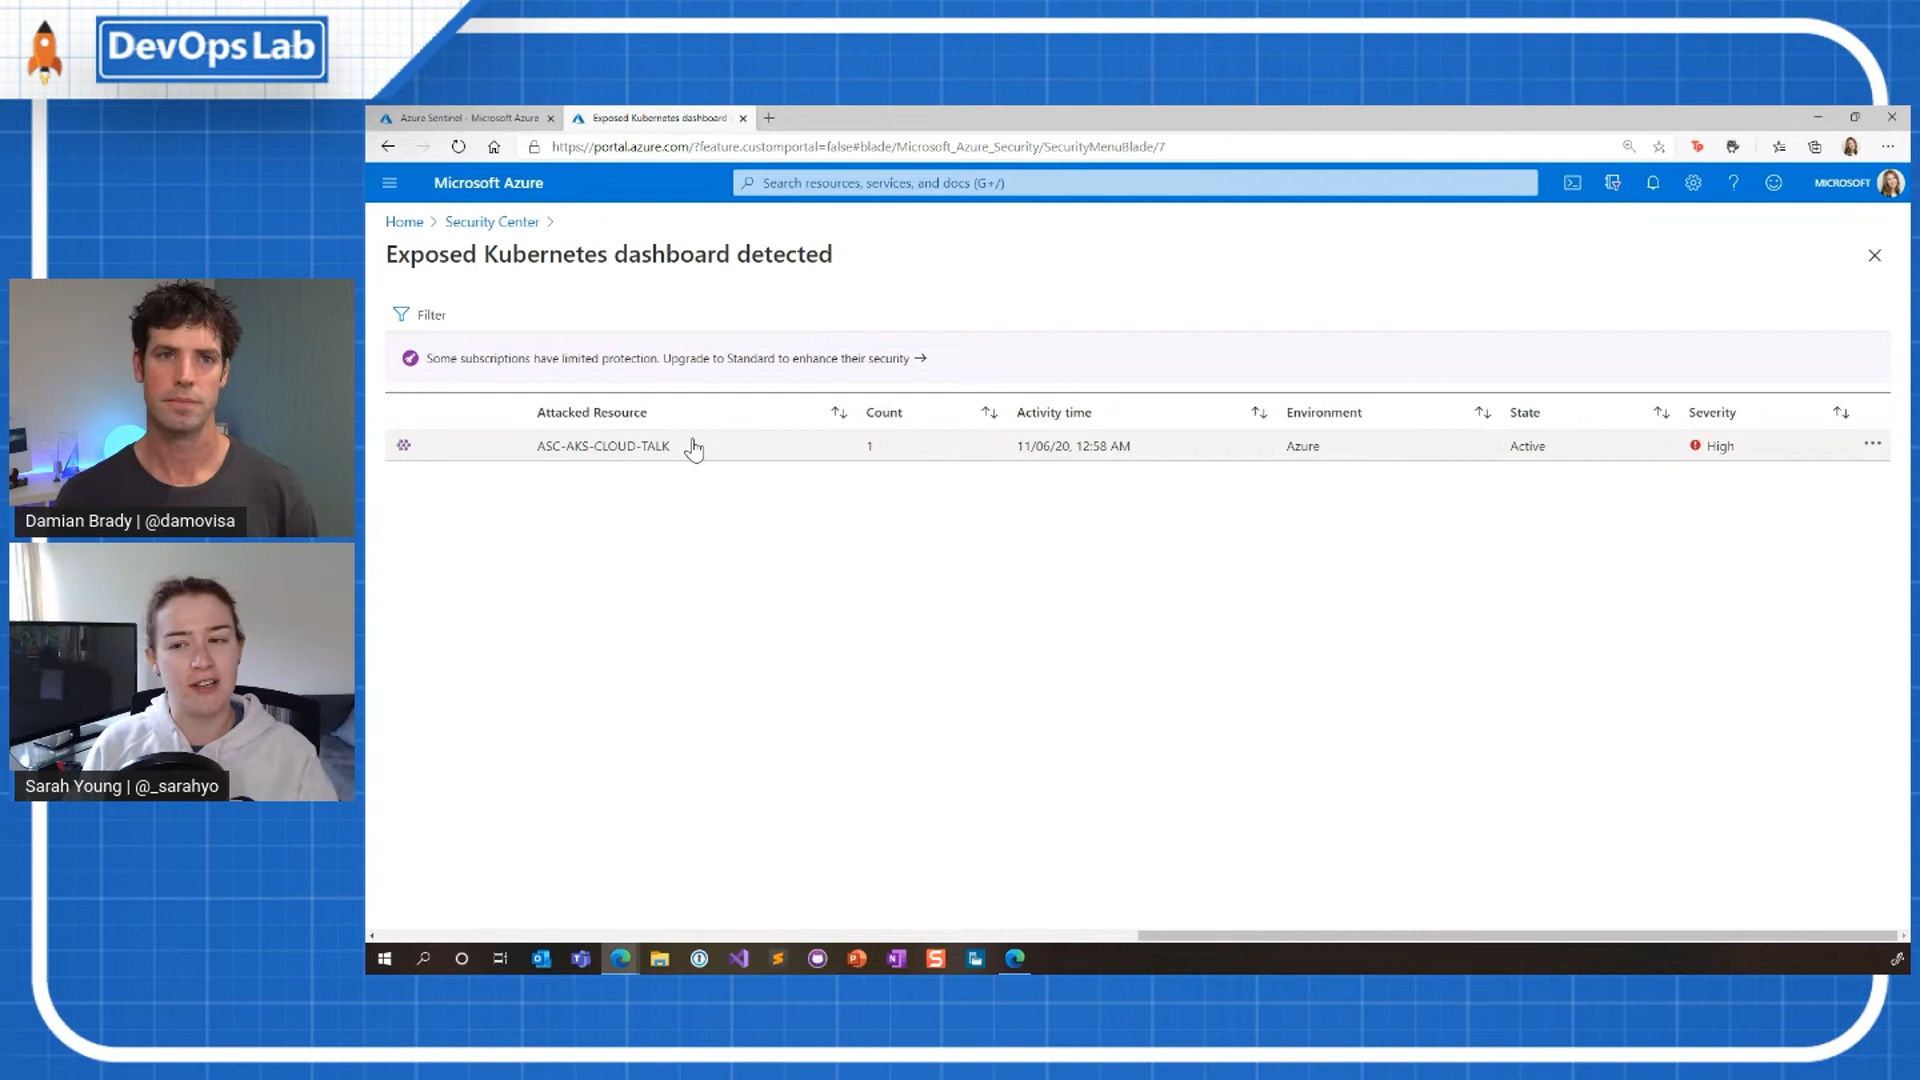 DevOps Lab
Azure Sentinel - Microsoft Azure
Exposed Kubernetes dashboard
https://portal.azure.com/?feature.customportal=false#blade/Microsoft_Azure_Security/SecurityMenuBlade/7
Microsoft Azure
Search resources, services, and docs (G+/)
MICROSOFT
Home > Security Center >
Exposed Kubernetes dashboard detected
Filter
Some subscriptions have limited protection. Upgrade to Standard to enhance their security →
Attacked Resource Count Activity time Environment State Severity
ASC-AKS-CLOUD-TALK 1 11/06/20, 12:58 AM Azure Active High
Damian Brady | @damovisa
Sarah Young | @_sarahyo